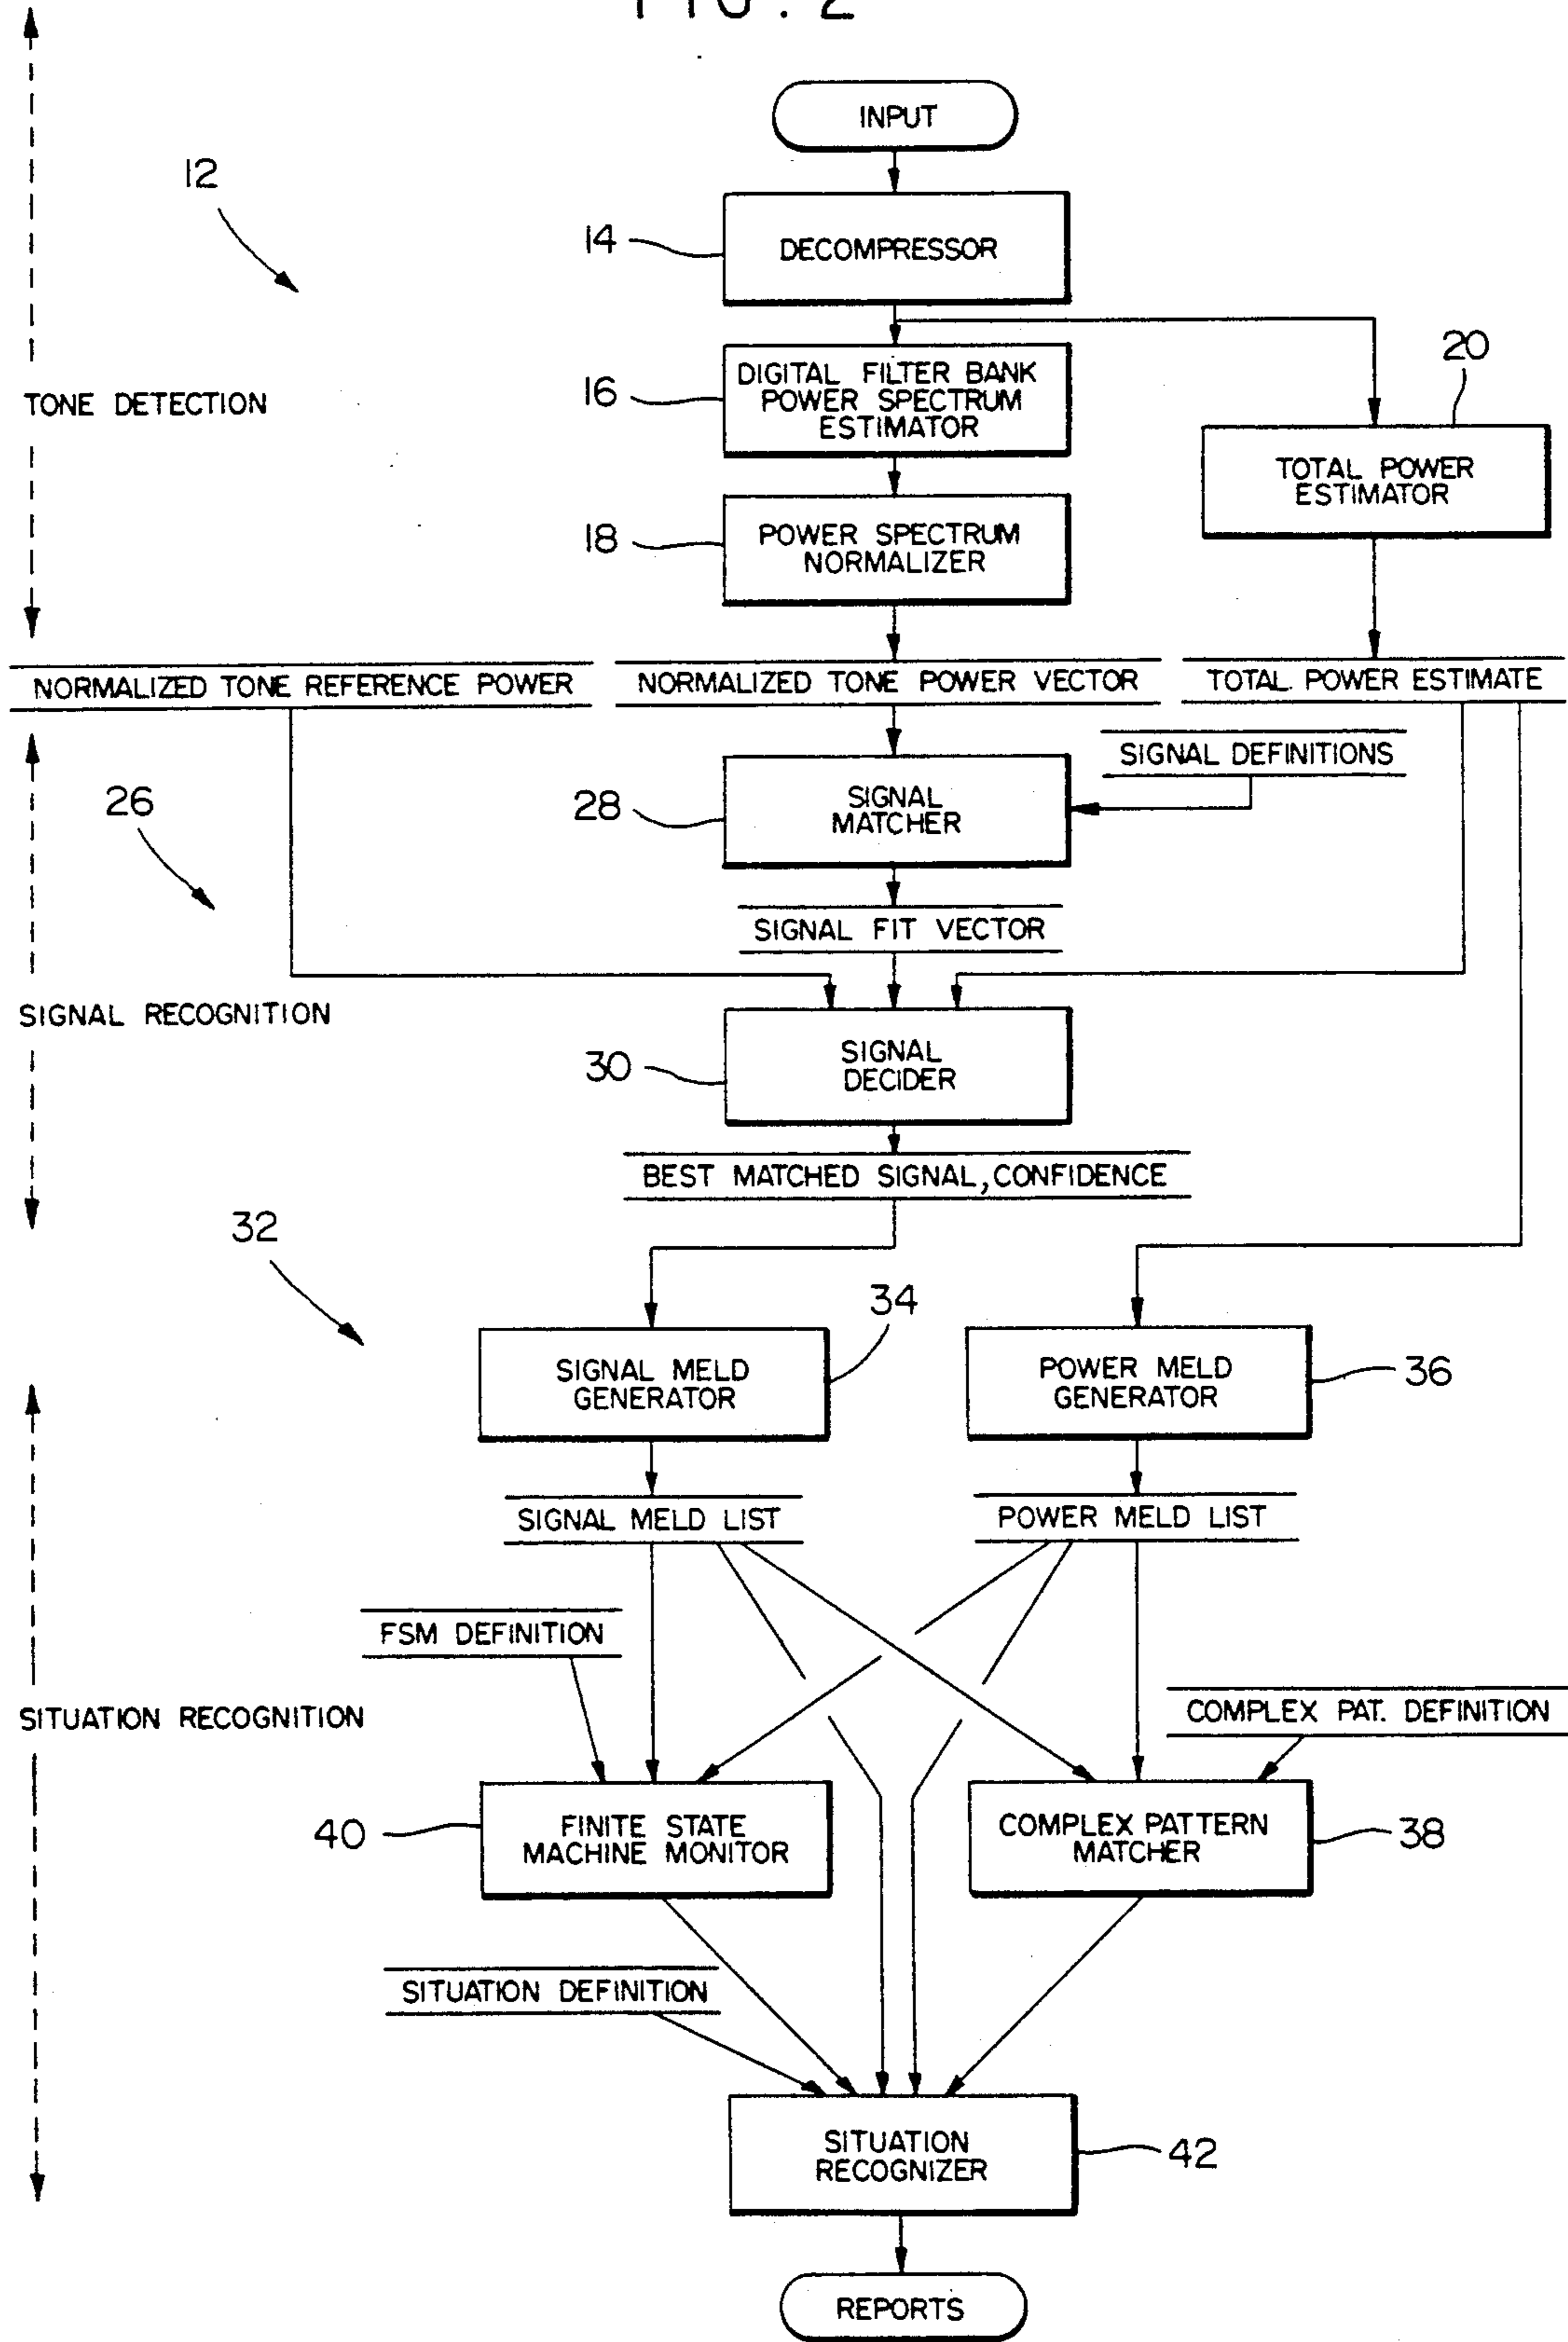 FIG. 2
INPUT
12
14
DECOMPRESSOR
20
16
DIGITAL FILTER BANK
POWER SPECTRUM
ESTIMATOR
TONE DETECTION
TOTAL POWER
ESTIMATOR
18
POWER SPECTRUM
NORMALIZER
NORMALIZED TONE REFERENCE POWER
NORMALIZED TONE POWER VECTOR
TOTAL POWER ESTIMATE
SIGNAL DEFINITIONS
26
28
SIGNAL
MATCHER
SIGNAL FIT VECTOR
SIGNAL RECOGNITION
30
SIGNAL
DECIDER
BEST MATCHED SIGNAL, CONFIDENCE
32
34
SIGNAL MELD
GENERATOR
POWER MELD
GENERATOR
36
SIGNAL MELD LIST
POWER MELD LIST
FSM DEFINITION
SITUATION RECOGNITION
COMPLEX PAT. DEFINITION
40
FINITE STATE
MACHINE MONITOR
COMPLEX PATTERN
MATCHER
38
SITUATION DEFINITION
SITUATION
RECOGNIZER
42
REPORTS